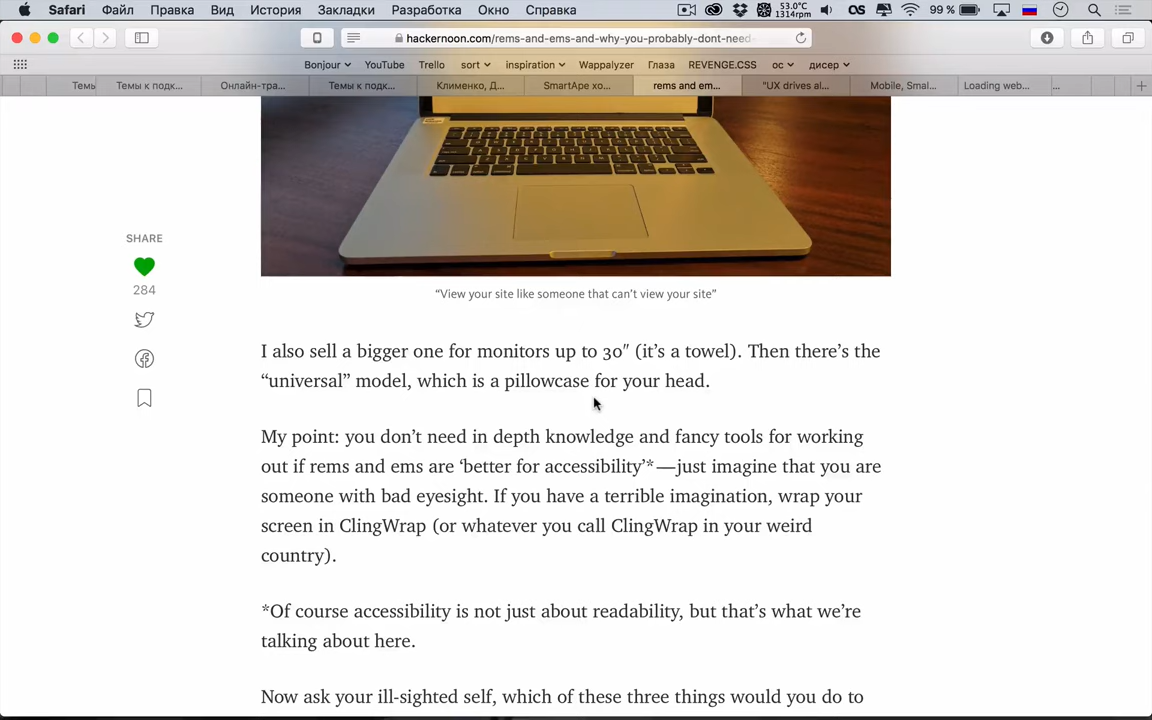 Safari Файл Правка Вид История Закладки Разработка Окно Справка 53.0°C 1314rpm 99 %
hackernoon.com/rems-and-ems-and-why-you-probably-dont-need-
Bonjour YouTube Trello sort inspiration Wappalyzer Глаза REVENGE.CSS ос дисер
Темы Темы к подк... Онлайн-тра... Темы к подк... Клименко, Д... SmartApe хо... rems and em... "UX drives al... Mobile, Smal... Loading web... ...
SHARE
284
“View your site like someone that can’t view your site”
I also sell a bigger one for monitors up to 30″ (it’s a towel). Then there’s the
“universal” model, which is a pillowcase for your head.
My point: you don’t need in depth knowledge and fancy tools for working
out if rems and ems are ‘better for accessibility’* — just imagine that you are
someone with bad eyesight. If you have a terrible imagination, wrap your
screen in ClingWrap (or whatever you call ClingWrap in your weird
country).
*Of course accessibility is not just about readability, but that’s what we’re
talking about here.
Now ask your ill-sighted self, which of these three things would you do to